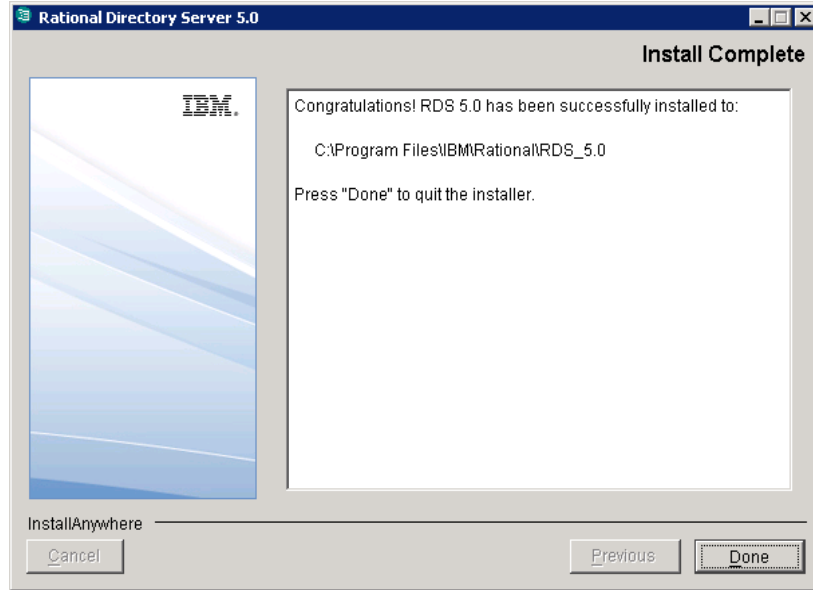 Rational Directory Server 5.0
Install Complete
IBM.
Congratulations! RDS 5.0 has been successfully installed to:
C:\Program Files\IBM\Rational\RDS_5.0
Press "Done" to quit the installer.
InstallAnywhere
Cancel
Previous
Done